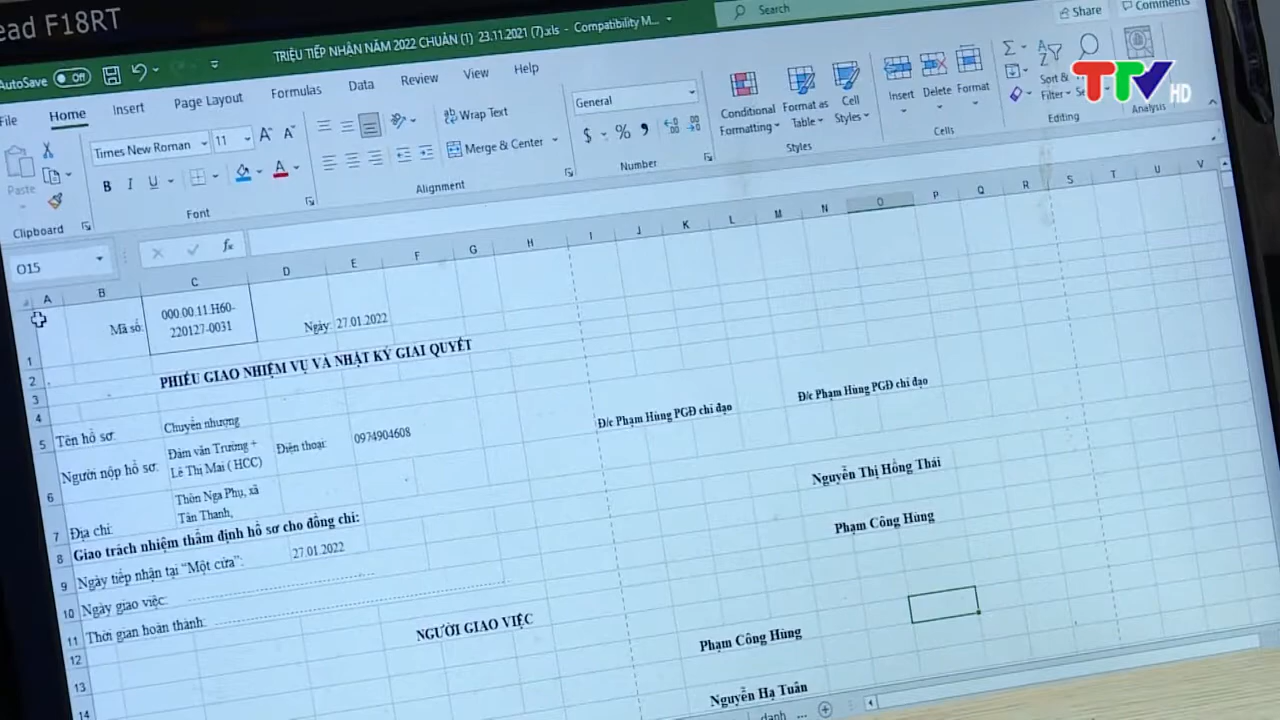 ead F18RT
AutoSave Off
TRIỆU TIẾP NHẬN NĂM 2022 CHUẨN (1) 23.11.2021 (7).xls - Compatibility M...
Search
Share
Comments
File
Home
Insert
Page Layout
Formulas
Data
Review
View
Help
TTV HD
Paste
Clipboard
Times New Roman
11
B I U
Font
Wrap Text
Merge & Center
Alignment
General
$ % ,
Number
Conditional Formatting
Format as Table
Cell Styles
Styles
Insert
Delete
Format
Cells
Sort &
Filter
Editing
Analysis
O15
fx
A B C D E F G H I J K L M N O P Q R S T U V
1
Mã số:
000.00.11.H60-
220127-0031
Ngày: 27.01.2022
2
PHIẾU GIAO NHIỆM VỤ VÀ NHẬT KÝ GIẢI QUYẾT
3
4
5 Tên hồ sơ: Chuyển nhượng
Đ/c Phạm Hùng PGĐ chỉ đạo
Đ/c Phạm Hùng PGĐ chỉ đạo
6 Người nộp hồ sơ:
Đàm văn Trường +
Lê Thị Mai ( HCC)
Điện thoại: 0974904608
Nguyễn Thị Hồng Thái
7 Địa chỉ:
Thôn Nga Phụ, xã
Tân Thanh,
8 Giao trách nhiệm thẩm định hồ sơ cho đồng chí:
Phạm Công Hùng
9 Ngày tiếp nhận tại “Một cửa”: 27.01.2022
10 Ngày giao việc:
11 Thời gian hoàn thành:
12
NGƯỜI GIAO VIỆC
Phạm Công Hùng
13
14
Nguyễn Hạ Tuân
danh ...